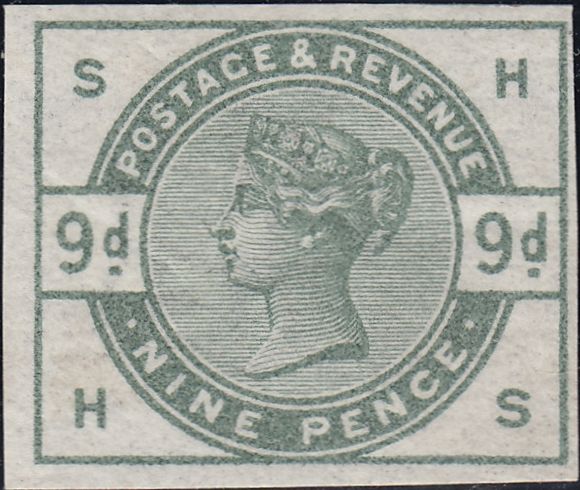 S H
POSTAGE & REVENUE
9d. 9d.
· NINE PENCE ·
H S